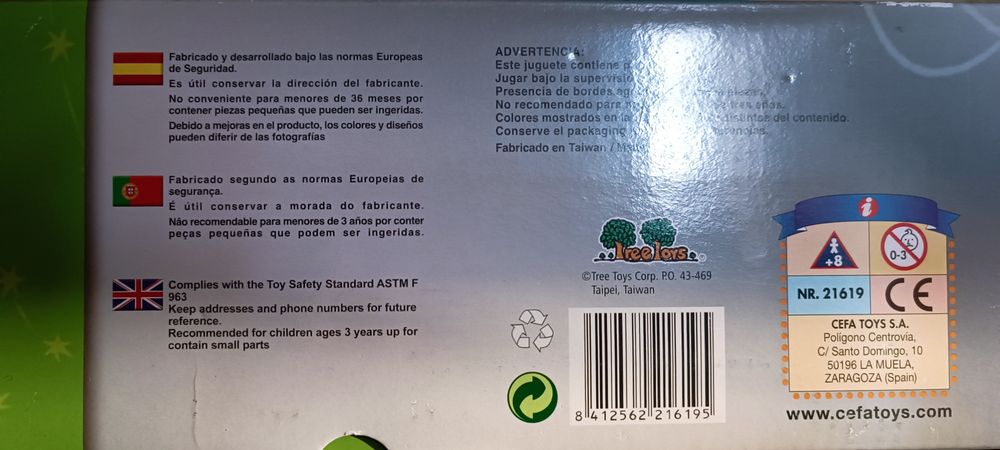 Fabricado y desarrollado bajo las normas Europeas
de Seguridad.
Es útil conservar la dirección del fabricante.
No conveniente para menores de 36 meses por
contener piezas pequeñas que pueden ser ingeridas.
Debido a mejoras en el producto, los colores y diseños
pueden diferir de las fotografías
Fabricado segundo as normas Europeias de
segurança.
É útil conservar a morada do fabricante.
Não recomendable para menores de 3 años por conter
peças pequeñas que podem ser ingeridas.
Complies with the Toy Safety Standard ASTM F
963
Keep addresses and phone numbers for future
reference.
Recommended for children ages 3 years up for
contain small parts
ADVERTENCIA:
Este juguete contiene
Jugar bajo la supervisió
Presencia de bordes piezas.
No recomendado para tres años.
Colores mostrados en la distintos del contenido.
Conserve el packaging
Fabricado en Taiwan /
Tree Toys
©Tree Toys Corp. P.O. 43-469
Taipei, Taiwan
8 412562 216195
i
+8
0-3
NR. 21619
CE
CEFA TOYS S.A.
Polígono Centrovía,
C/ Santo Domingo, 10
50196 LA MUELA,
ZARAGOZA (Spain)
www.cefatoys.com